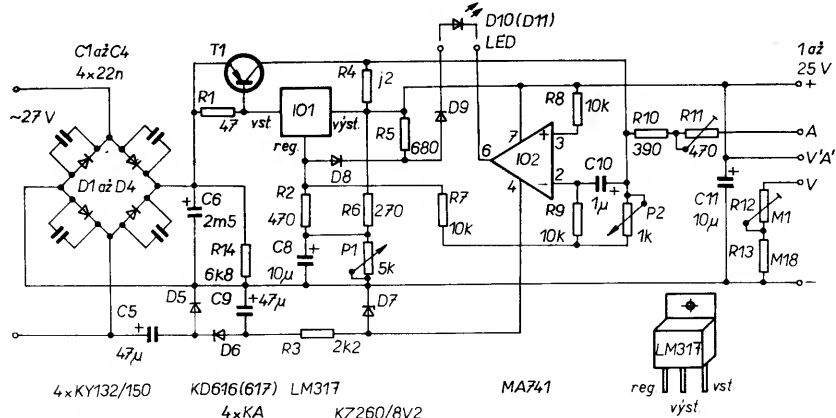 C1 až C4
4×22n
T1
R4
j2
D10 (D11)
LED
1 až
25 V
+
~27 V
R1
47
vst.
IO1
výst.
reg.
R5
680
D9
R8
10k
7
+
3
6
IO2
4
−
2
R10
390
R11
470
A
V'A'
V
D1 až D4
C6
+
2m5
D8
R2
470
R6
270
R7
10k
C10
+
1µ
R9
10k
P2
1k
C11
+
10µ
R12
M1
R13
M18
R14
6k8
C8
+
10µ
P1
5k
−
D5
C9
+
47µ
D7
C5
+
47µ
D6
R3
2k2
LM317
reg
vst.
výst.
4×KY132/150
KD616(617)
LM317
MA741
4×KA
KZ260/8V2